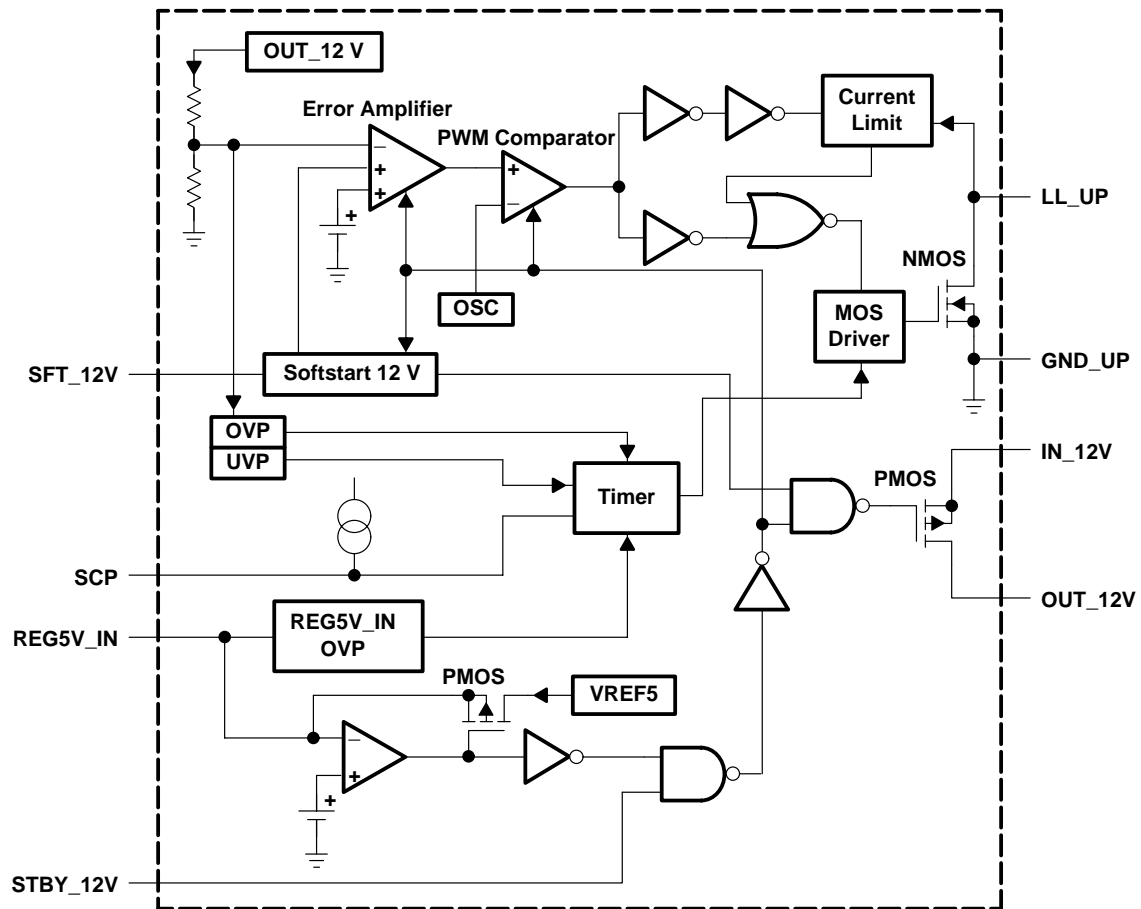 OUT_12 V
Error Amplifier
PWM Comparator
Current
Limit
−
+
+
+
+
−
LL_UP
NMOS
OSC
MOS
Driver
SFT_12V
Softstart 12 V
GND_UP
OVP
UVP
Timer
PMOS
IN_12V
SCP
OUT_12V
REG5V_IN
REG5V_IN
OVP
PMOS
VREF5
−
+
+
STBY_12V